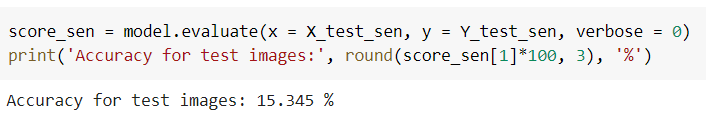 score_sen = model.evaluate(x = X_test_sen, y = Y_test_sen, verbose = 0)
print('Accuracy for test images:', round(score_sen[1]*100, 3), '%')
Accuracy for test images: 15.345 %